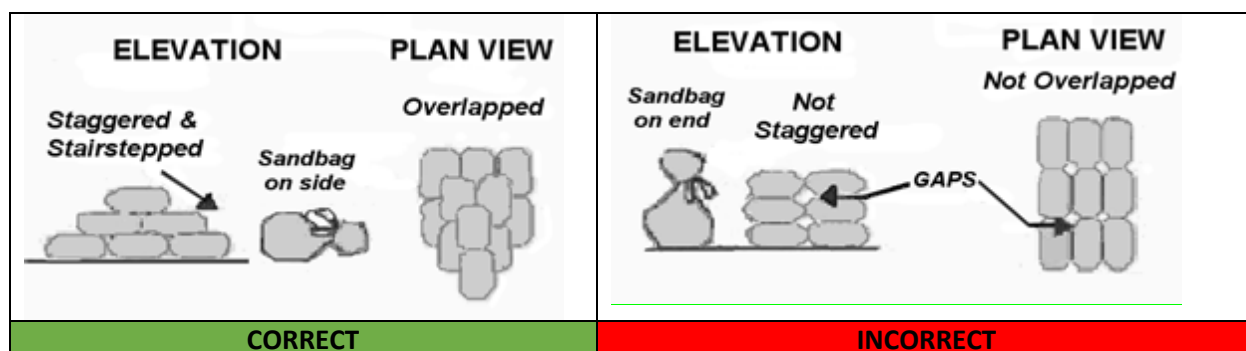 ELEVATION
PLAN VIEW
Overlapped
Staggered &
Stairstepped
Sandbag
on side
CORRECT
ELEVATION
PLAN VIEW
Not Overlapped
Sandbag
on end
Not
Staggered
GAPS
INCORRECT